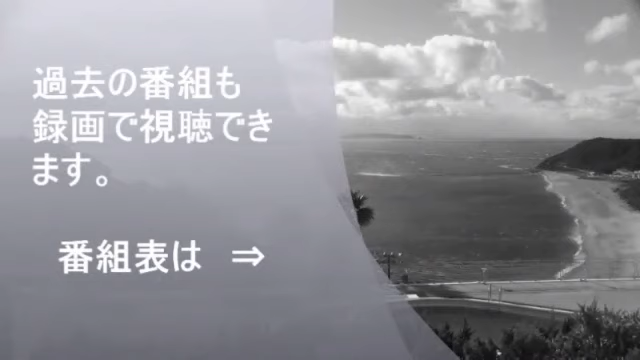 過去の番組も
録画で視聴でき
ます。
番組表は ⇒